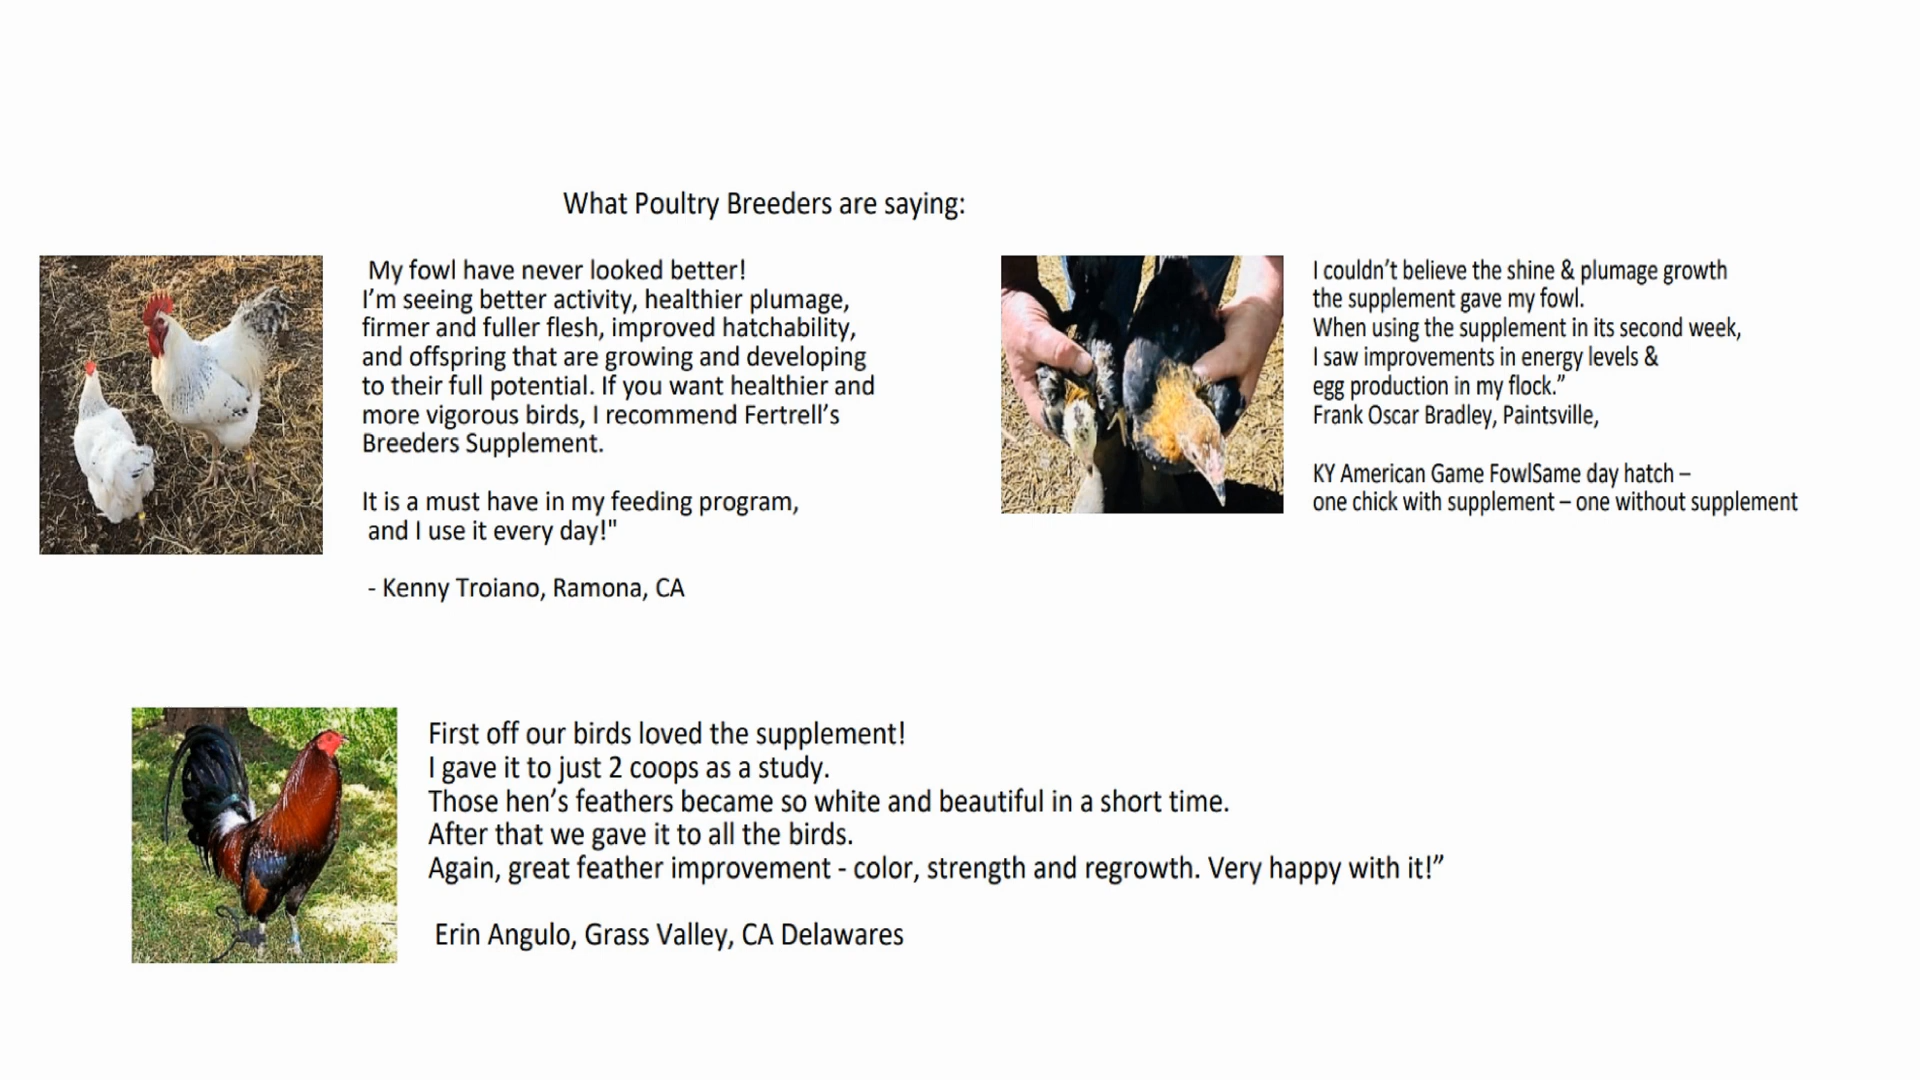 What Poultry Breeders are saying:
My fowl have never looked better!
I'm seeing better activity, healthier plumage,
firmer and fuller flesh, improved hatchability,
and offspring that are growing and developing
to their full potential. If you want healthier and
more vigorous birds, I recommend Fertrell's
Breeders Supplement.
It is a must have in my feeding program,
and I use it every day!"
- Kenny Troiano, Ramona, CA
I couldn't believe the shine & plumage growth
the supplement gave my fowl.
When using the supplement in its second week,
I saw improvements in energy levels &
egg production in my flock.”
Frank Oscar Bradley, Paintsville,
KY American Game FowlSame day hatch –
one chick with supplement – one without supplement
First off our birds loved the supplement!
I gave it to just 2 coops as a study.
Those hen’s feathers became so white and beautiful in a short time.
After that we gave it to all the birds.
Again, great feather improvement - color, strength and regrowth. Very happy with it!”
Erin Angulo, Grass Valley, CA Delawares